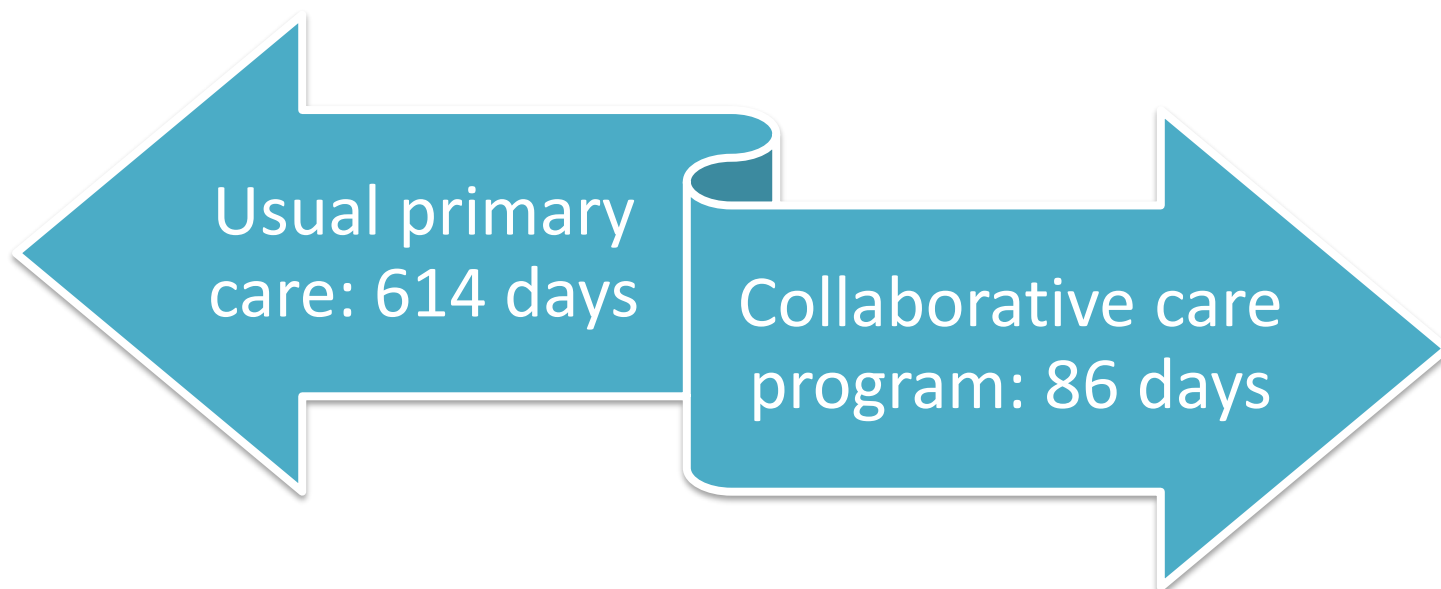 Usual primary
care: 614 days
Collaborative care
program: 86 days